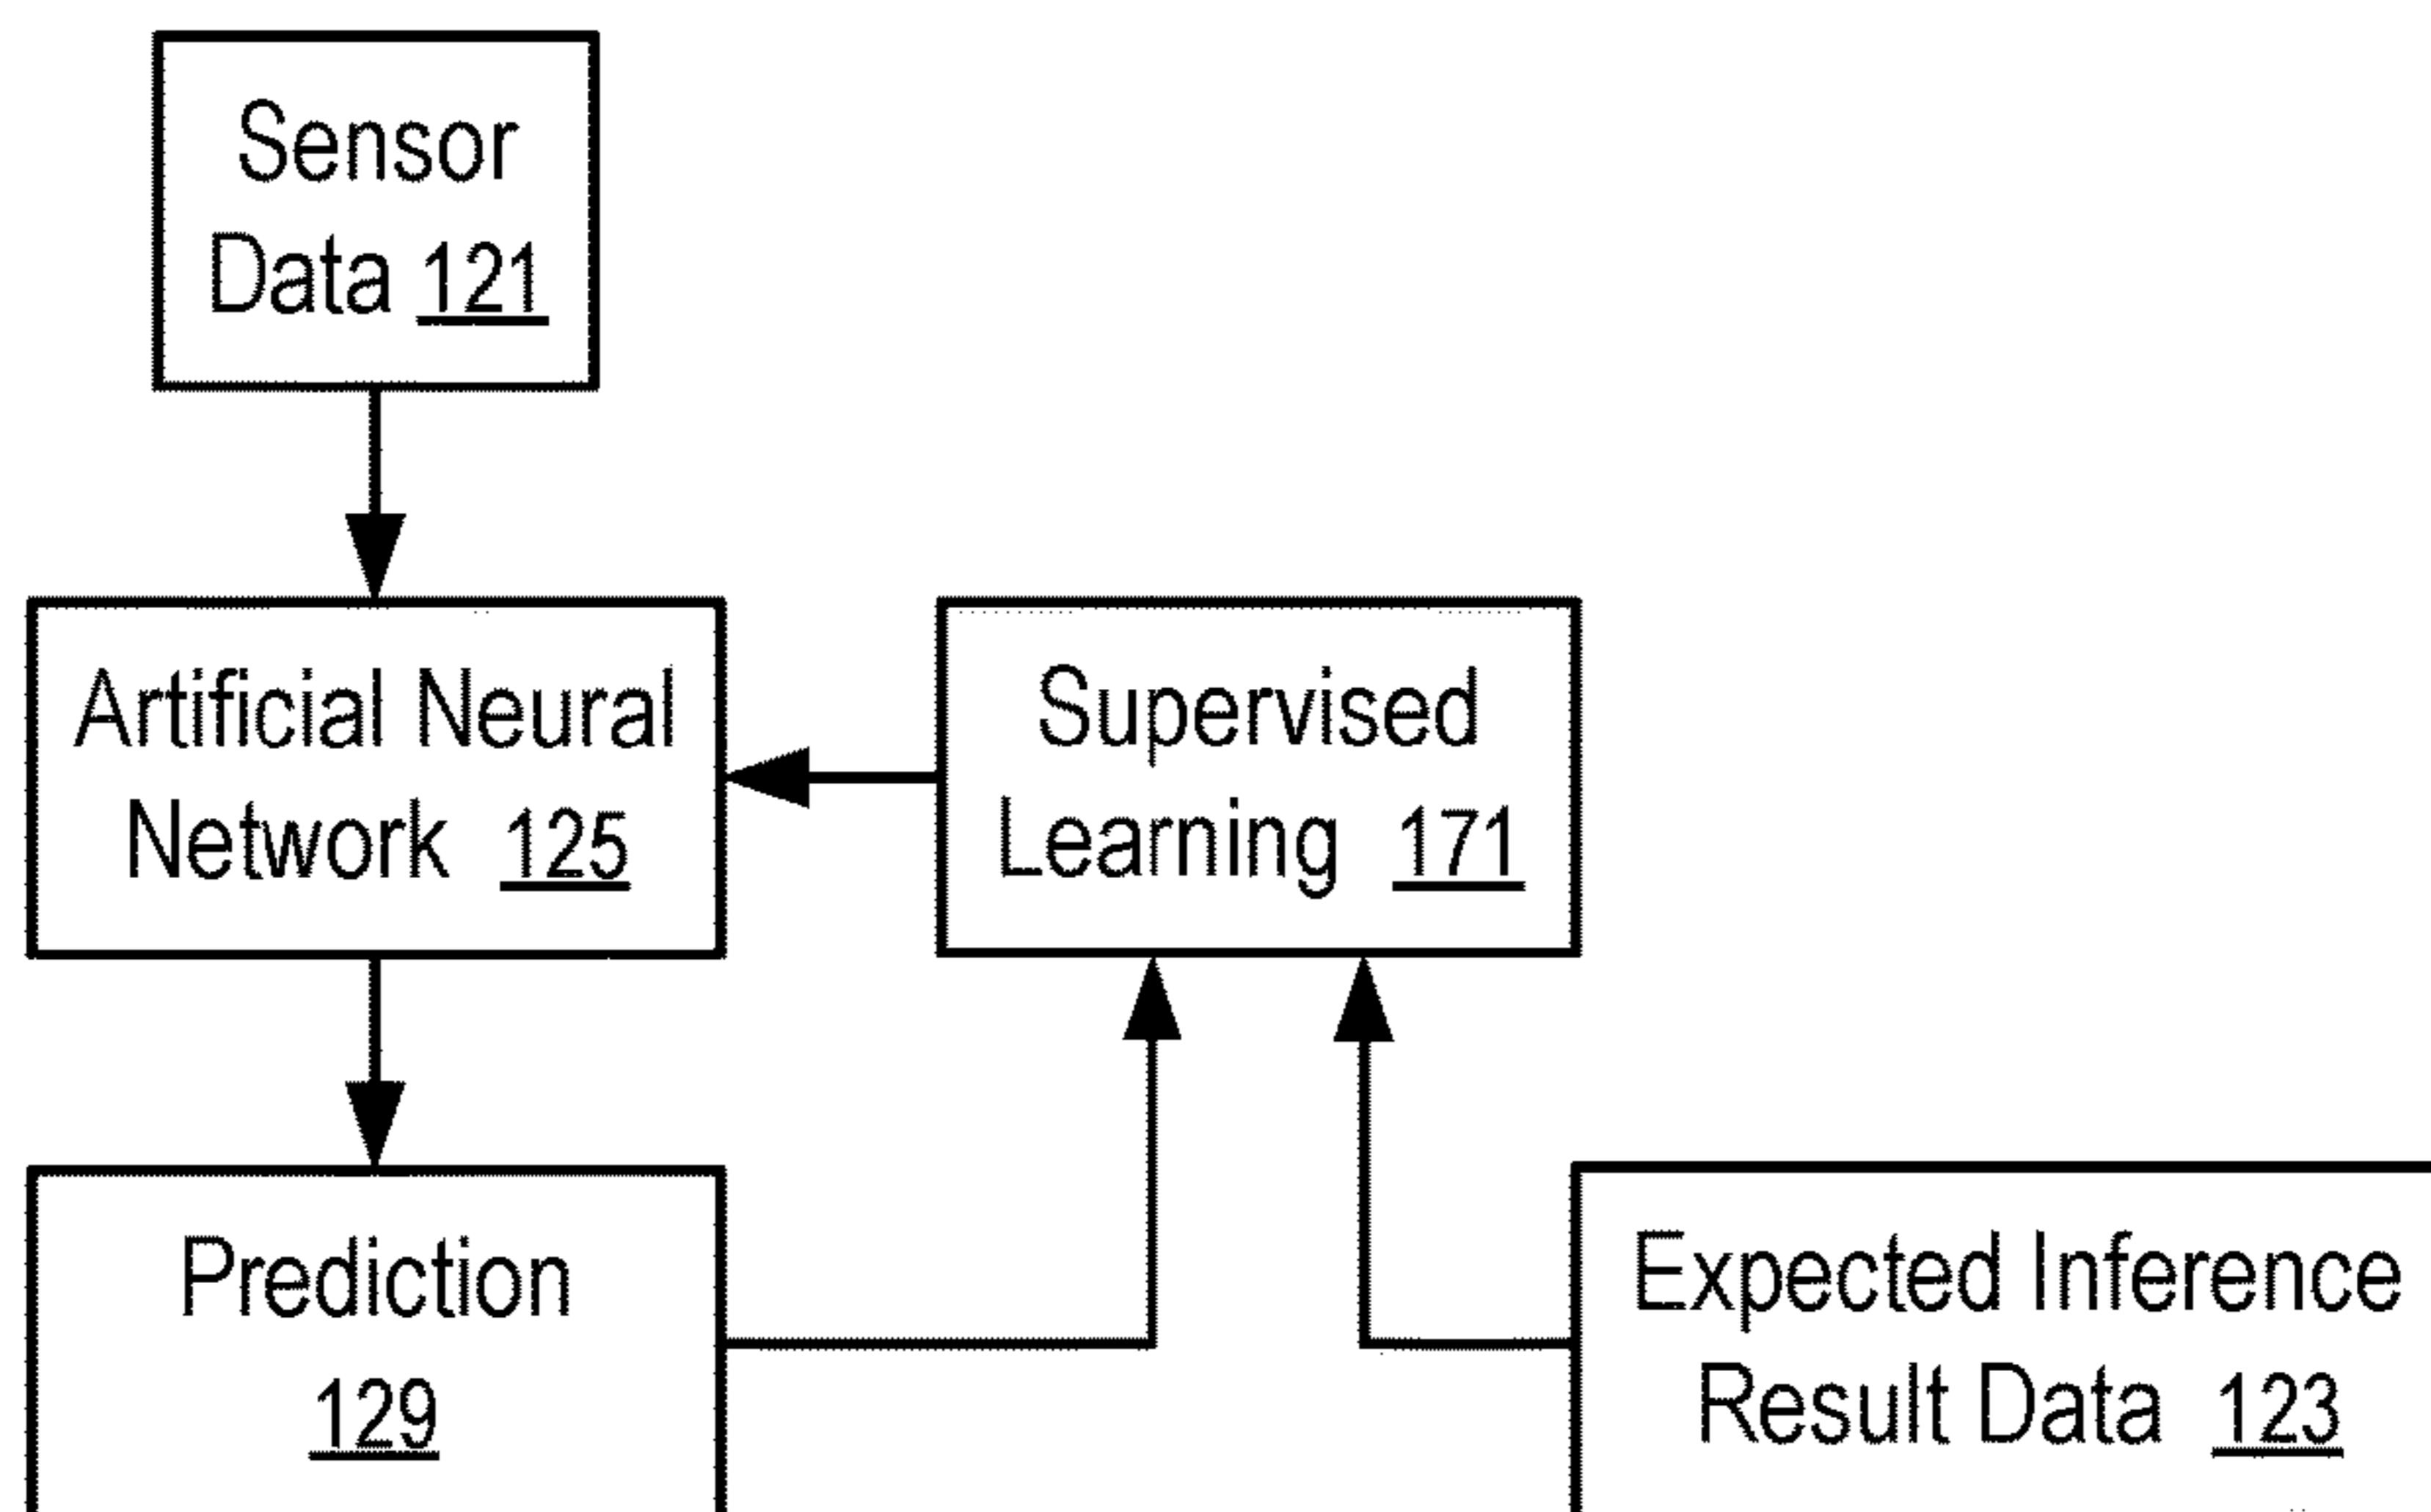 Sensor
Data 121
Artificial Neural
Network 125
Supervised
Learning 171
Prediction
129
Expected Inference
Result Data 123